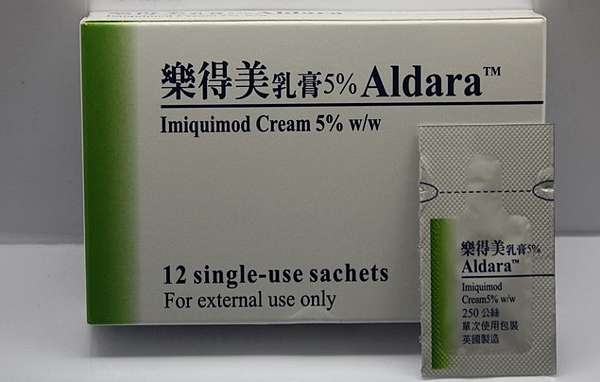 樂得美乳膏5% Aldara™
Imiquimod Cream 5% w/w
12 single-use sachets
For external use only
樂得美乳膏5%
Aldara™
Imiquimod
Cream5% w/w
250 公絲
單次使用包裝
英國製造